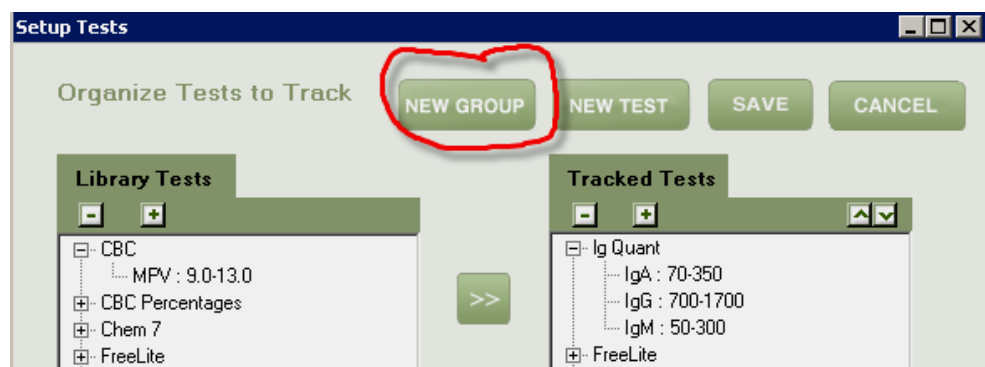 Setup Tests
Organize Tests to Track
NEW GROUP
NEW TEST
SAVE
CANCEL
Library Tests
CBC
MPV : 9.0-13.0
CBC Percentages
Chem 7
FreeLite
>>
Tracked Tests
Ig Quant
IgA : 70-350
IgG : 700-1700
IgM : 50-300
FreeLite